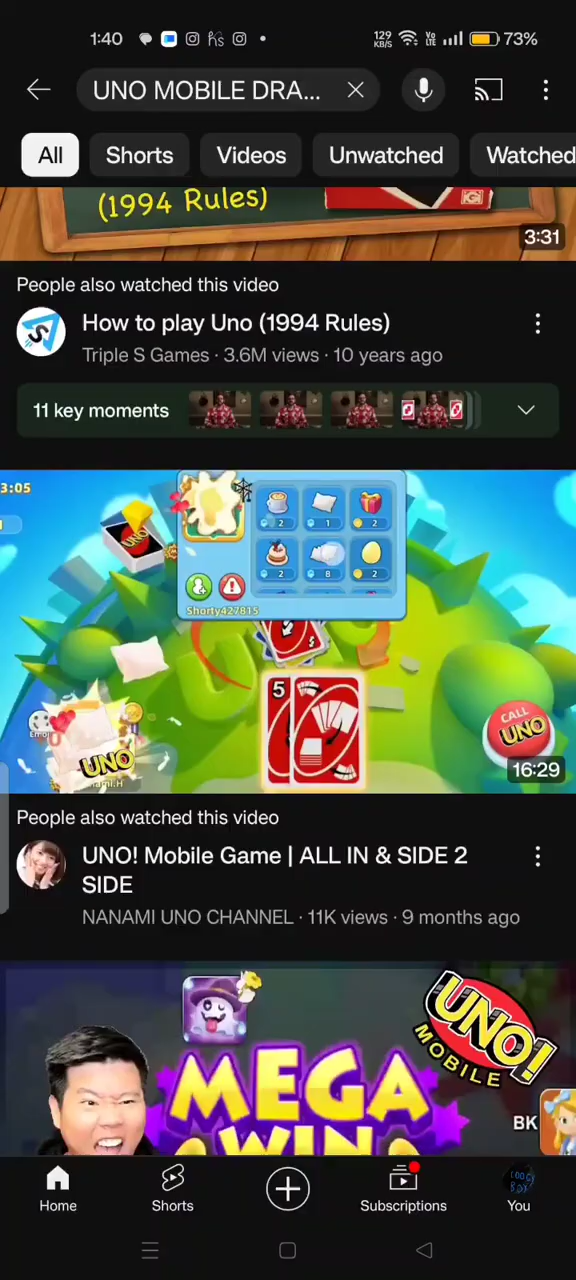 1:40
129 KB/S
Vo LTE
73%
UNO MOBILE DRA...
All
Shorts
Videos
Unwatched
Watched
(1994 Rules)
3:31
People also watched this video
How to play Uno (1994 Rules)
Triple S Games · 3.6M views · 10 years ago
11 key moments
3:05
UNO
2
1
2
2
8
2
Shorty427815
5
CALL
UNO
UNO
16:29
People also watched this video
UNO! Mobile Game | ALL IN & SIDE 2
SIDE
NANAMI UNO CHANNEL · 11K views · 9 months ago
UNO!
MOBILE
MEGA
WIN
BK
Home
Shorts
Subscriptions
You